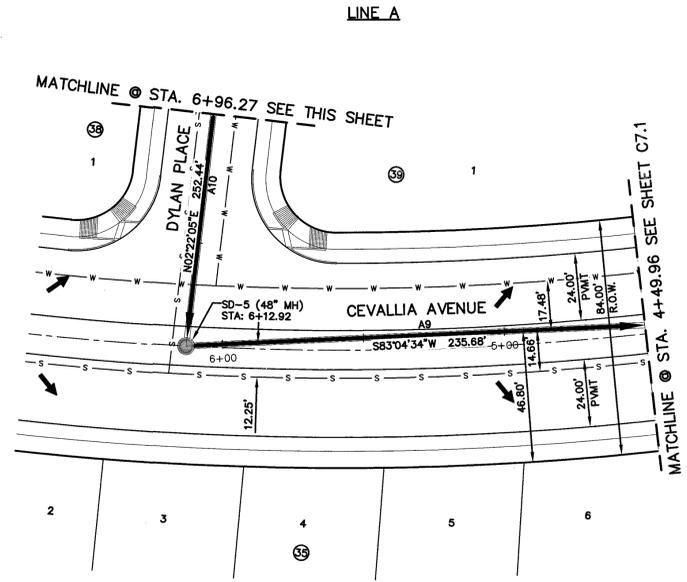 LINE A
MATCHLINE @ STA. 6+96.27 SEE THIS SHEET
38
1
DYLAN PLACE
N02°22'05"E 252.44'
A10
S
W
W
W
S
39
1
MATCHLINE @ STA. 4+49.96 SEE SHEET C7.1
W W W W W W W W W
SD-5 (48" MH)
STA: 6+12.92
CEVALLIA AVENUE
17.48'
24.00'
PVMT
84.00'
R.O.W.
A9
S83°04'34"W 235.68'
6+00
5+00
14.66'
S S S S S S S S S S S S S
12.25'
46.80'
24.00'
PVMT
2
3
4
5
6
35